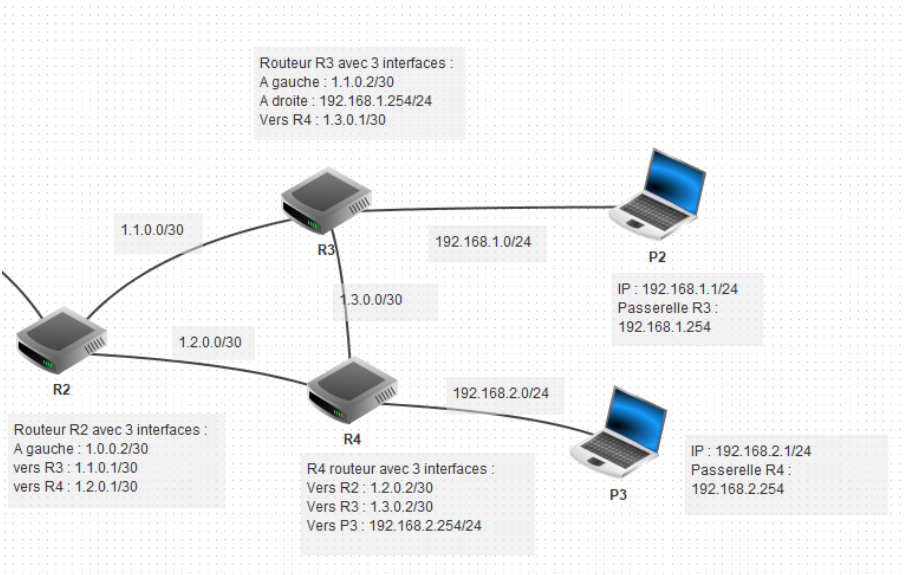 Routeur R3 avec 3 interfaces :
A gauche : 1.1.0.2/30
A droite : 192.168.1.254/24
Vers R4 : 1.3.0.1/30
1.1.0.0/30
R3
192.168.1.0/24
P2
IP : 192.168.1.1/24
Passerelle R3 :
192.168.1.254
1.3.0.0/30
1.2.0.0/30
R2
Routeur R2 avec 3 interfaces :
A gauche : 1.0.0.2/30
vers R3 : 1.1.0.1/30
vers R4 : 1.2.0.1/30
192.168.2.0/24
R4
R4 routeur avec 3 interfaces :
Vers R2 : 1.2.0.2/30
Vers R3 : 1.3.0.2/30
Vers P3 : 192.168.2.254/24
P3
IP : 192.168.2.1/24
Passerelle R4 :
192.168.2.254